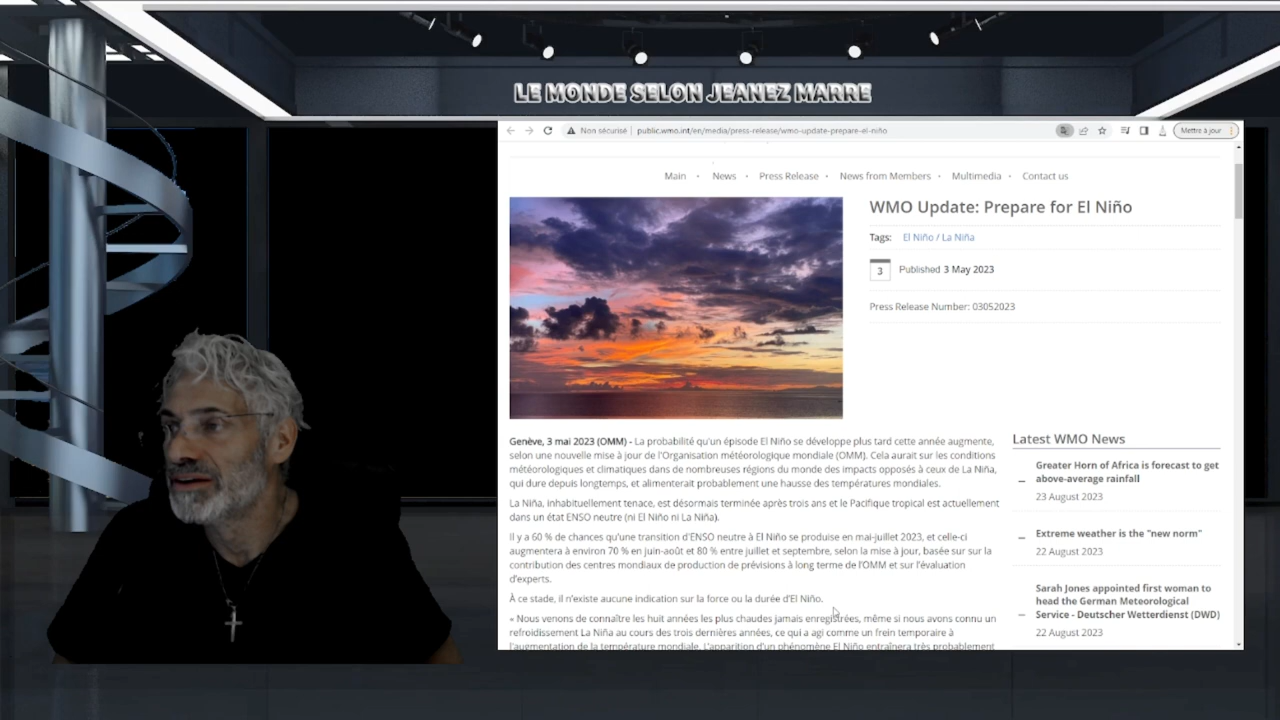 LE MONDE SELON JEANEZ MARRE
Non sécurisé | public.wmo.int/en/media/press-release/wmo-update-prepare-el-niño
Mettre à jour
Main • News • Press Release • News from Members • Multimedia • Contact us
WMO Update: Prepare for El Niño
Tags: El Niño / La Niña
3 Published 3 May 2023
Press Release Number: 03052023
Genève, 3 mai 2023 (OMM) - La probabilité qu'un épisode El Niño se développe plus tard cette année augmente,
selon une nouvelle mise à jour de l'Organisation météorologique mondiale (OMM). Cela aurait sur les conditions
météorologiques et climatiques dans de nombreuses régions du monde des impacts opposés à ceux de La Niña,
qui dure depuis longtemps, et alimenterait probablement une hausse des températures mondiales.
La Niña, inhabituellement tenace, est désormais terminée après trois ans et le Pacifique tropical est actuellement
dans un état ENSO neutre (ni El Niño ni La Niña).
Il y a 60 % de chances qu'une transition d'ENSO neutre à El Niño se produise en mai-juillet 2023, et celle-ci
augmentera à environ 70 % en juin-août et 80 % entre juillet et septembre, selon la mise à jour, basée sur sur la
contribution des centres mondiaux de production de prévisions à long terme de l'OMM et sur l'évaluation
d'experts.
À ce stade, il n'existe aucune indication sur la force ou la durée d'El Niño.
« Nous venons de connaître les huit années les plus chaudes jamais enregistrées, même si nous avons connu un
refroidissement La Niña au cours des trois dernières années, ce qui a agi comme un frein temporaire à
l'augmentation de la température mondiale. L'apparition d'un phénomène El Niño entraînera très probablement
Latest WMO News
Greater Horn of Africa is forecast to get
above-average rainfall
23 August 2023
Extreme weather is the "new norm"
22 August 2023
Sarah Jones appointed first woman to
head the German Meteorological
Service - Deutscher Wetterdienst (DWD)
22 August 2023